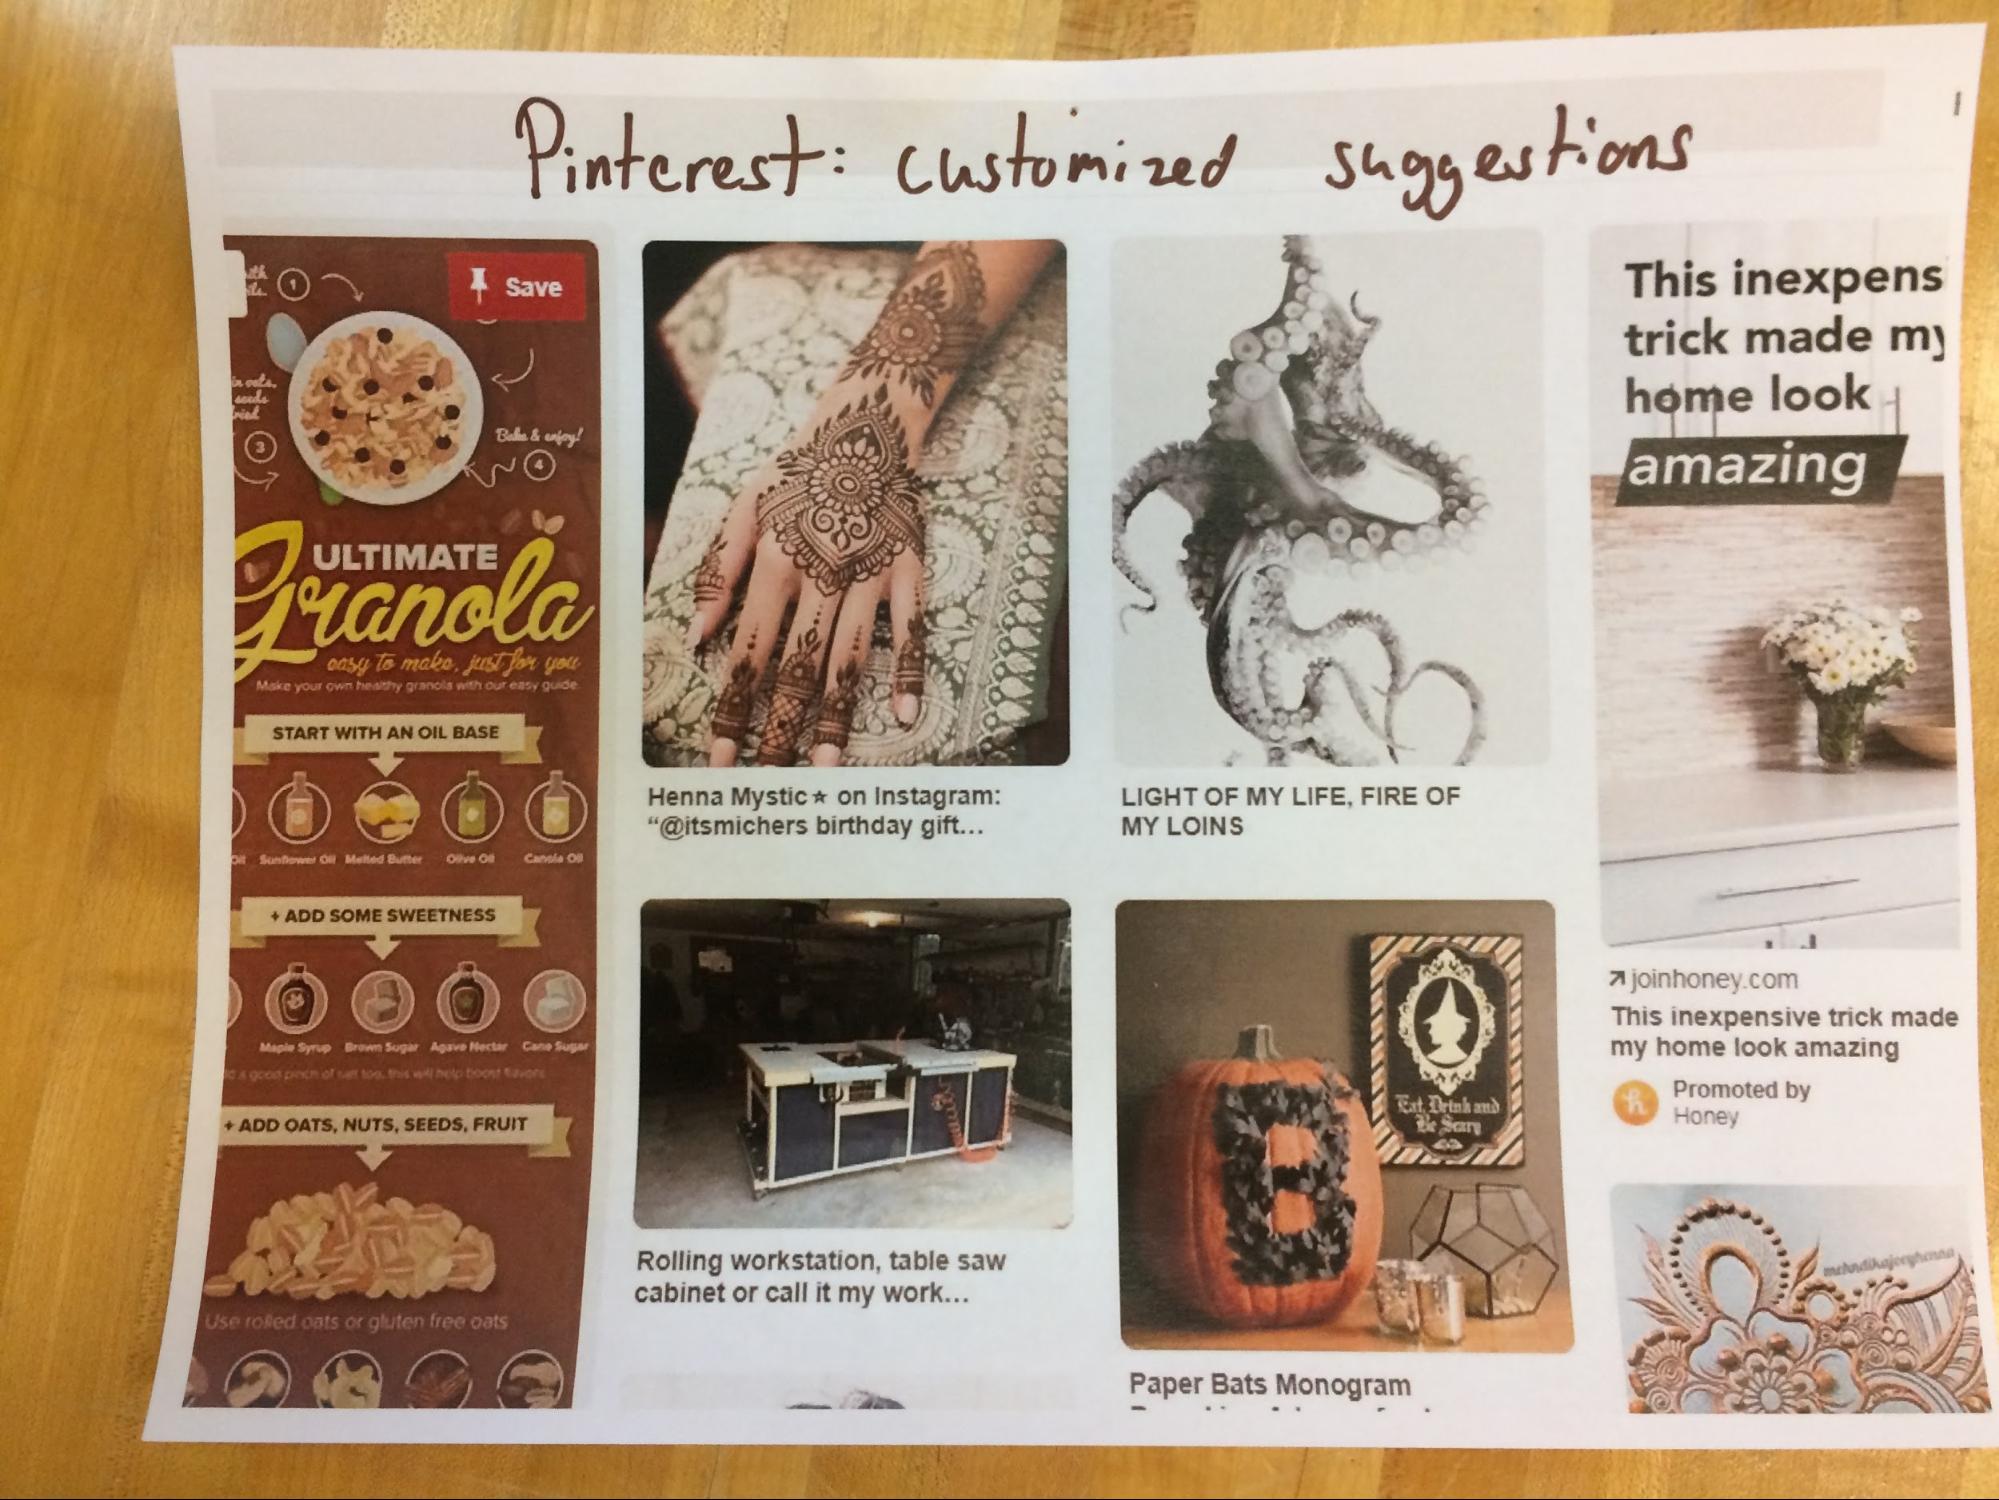 Pinterest: customized suggestions
1
Save
3
Bake & enjoy!
4
ULTIMATE
Granola
easy to make, just for you
Make your own healthy granola with our easy guide.
START WITH AN OIL BASE
Oil Sunflower Oil Melted Butter Olive Oil Canola Oil
+ ADD SOME SWEETNESS
Maple Syrup Brown Sugar Agave Nectar Cane Sugar
a good pinch of salt too, this will help boost flavors
+ ADD OATS, NUTS, SEEDS, FRUIT
Use rolled oats or gluten free oats
Henna Mystic★ on Instagram:
“@itsmichers birthday gift...
Rolling workstation, table saw
cabinet or call it my work...
LIGHT OF MY LIFE, FIRE OF
MY LOINS
Eat, Drink and
Be Scary
B
Paper Bats Monogram
This inexpens
trick made my
home look
amazing
joinhoney.com
This inexpensive trick made
my home look amazing
h
Promoted by
Honey
mehndikajoeyhenna